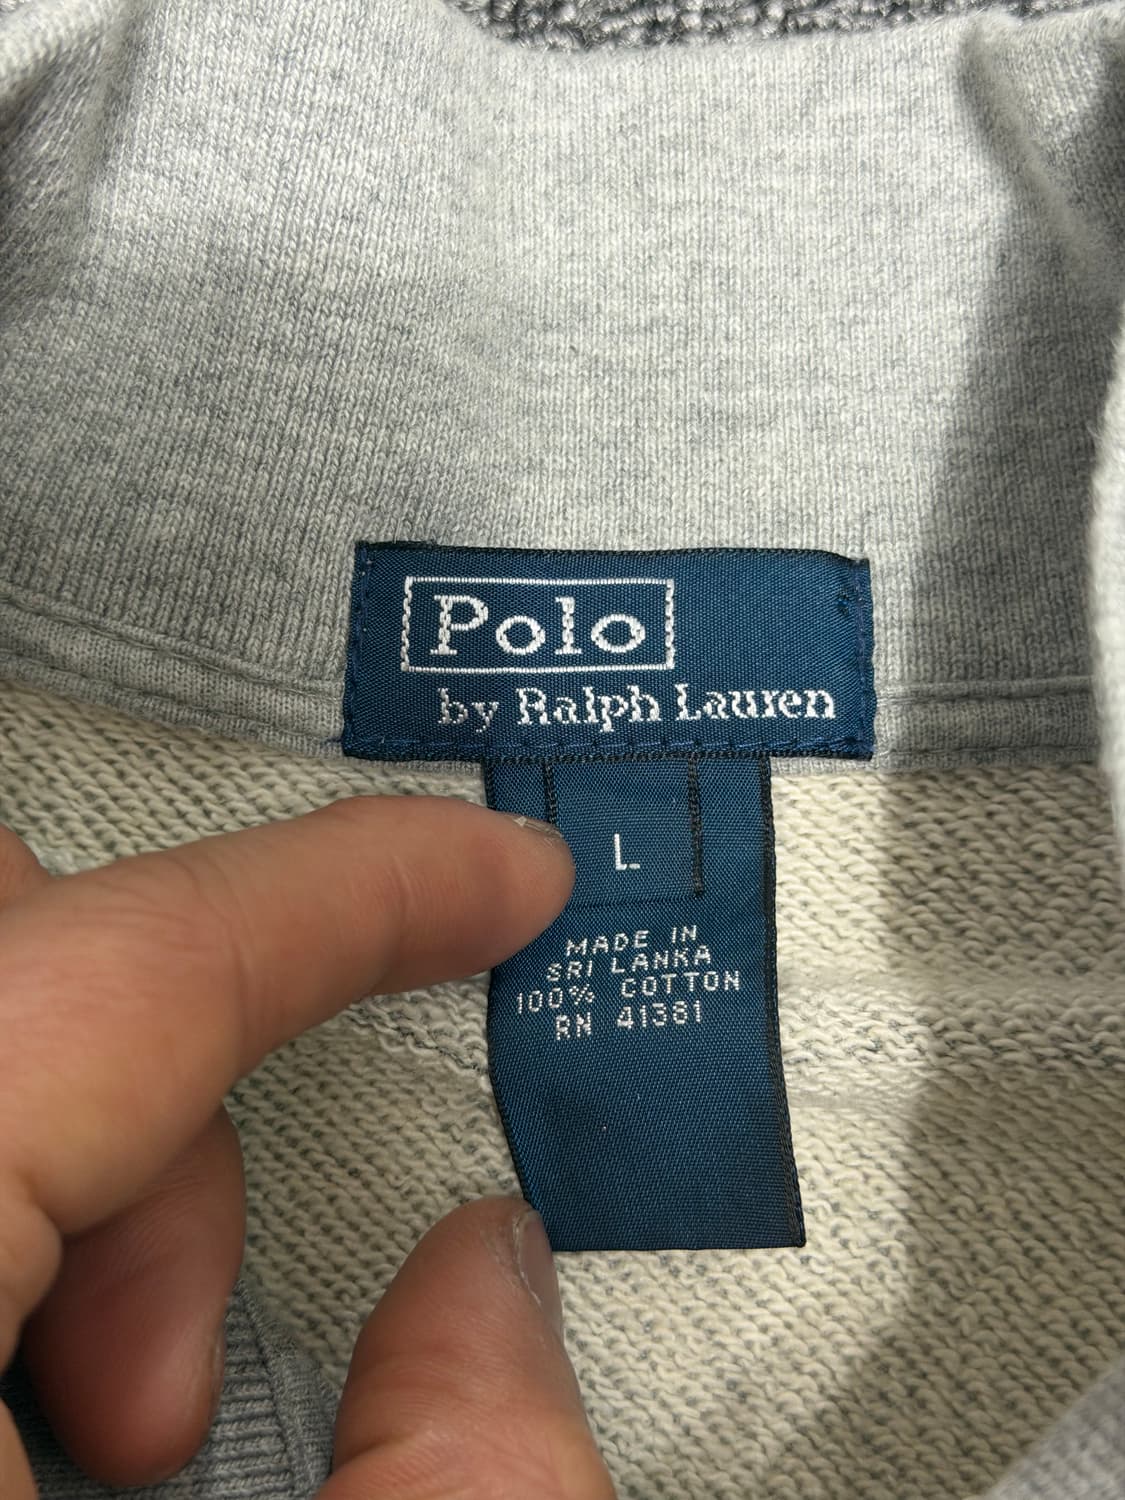 Polo
by Ralph Lauren
L
MADE IN
SRI LANKA
100% COTTON
RN 41381